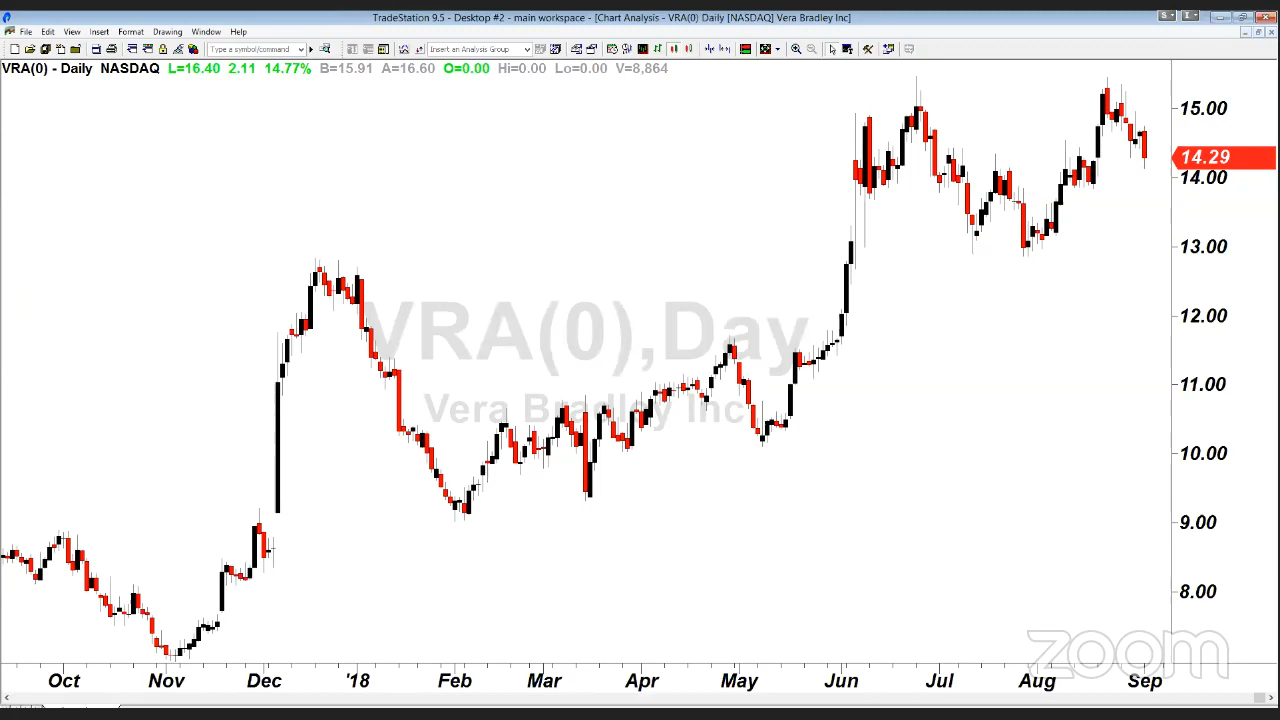 TradeStation 9.5 - Desktop #2 - main workspace - [Chart Analysis - VRA(0) Daily [NASDAQ] Vera Bradley Inc]
File Edit View Insert Format Drawing Window Help
Type a symbol/command
Insert an Analysis Group
VRA(0) - Daily NASDAQ L=16.40 2.11 14.77% B=15.91 A=16.60 O=0.00 Hi=0.00 Lo=0.00 V=8,864
15.00
14.29
14.00
13.00
12.00
VRA(0),Day
11.00
Vera Bradley Inc
10.00
9.00
8.00
zoom
Oct Nov Dec '18 Feb Mar Apr May Jun Jul Aug Sep